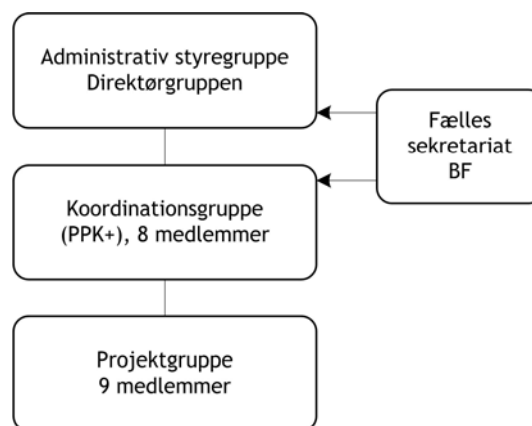 Administrativ styregruppe
Direktørgruppen
Fælles
sekretariat
BF
Koordinationsgruppe
(PPK+), 8 medlemmer
Projektgruppe
9 medlemmer